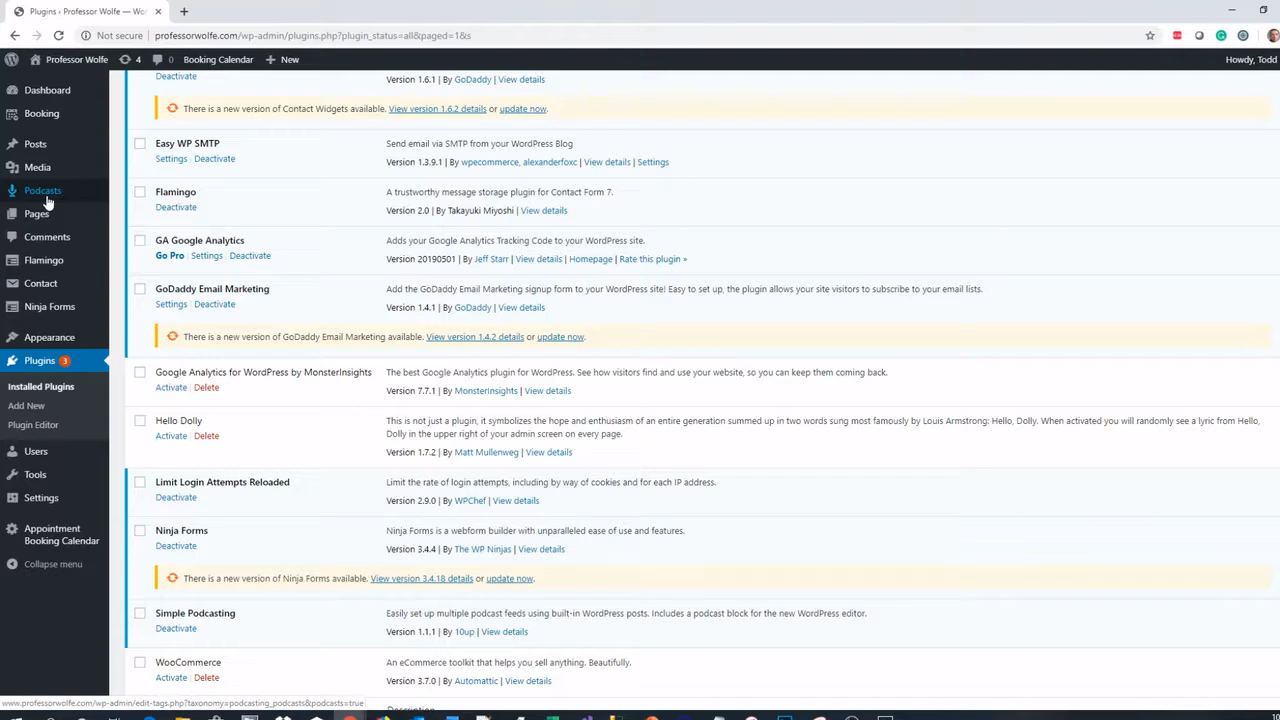 Plugins ‹ Professor Wolfe — Wo
Not secure professorwolfe.com/wp-admin/plugins.php?plugin_status=all&paged=1&s
Professor Wolfe 4 0 Booking Calendar New Howdy, Todd
Dashboard
Booking
Posts
Media
Podcasts
Pages
Comments
Flamingo
Contact
Ninja Forms
Appearance
Plugins 3
Installed Plugins
Add New
Plugin Editor
Users
Tools
Settings
Appointment
Booking Calendar
Collapse menu
Deactivate
Version 1.6.1 | By GoDaddy | View details
There is a new version of Contact Widgets available. View version 1.6.2 details or update now.
Easy WP SMTP
Settings | Deactivate
Send email via SMTP from your WordPress Blog
Version 1.3.9.1 | By wpecommerce, alexanderfoxc | View details | Settings
Flamingo
Deactivate
A trustworthy message storage plugin for Contact Form 7.
Version 2.0 | By Takayuki Miyoshi | View details
GA Google Analytics
Go Pro | Settings | Deactivate
Adds your Google Analytics Tracking Code to your WordPress site.
Version 20190501 | By Jeff Starr | View details | Homepage | Rate this plugin »
GoDaddy Email Marketing
Settings | Deactivate
Add the GoDaddy Email Marketing signup form to your WordPress site! Easy to set up, the plugin allows your site visitors to subscribe to your email lists.
Version 1.4.1 | By GoDaddy | View details
There is a new version of GoDaddy Email Marketing available. View version 1.4.2 details or update now.
Google Analytics for WordPress by MonsterInsights
Activate | Delete
The best Google Analytics plugin for WordPress. See how visitors find and use your website, so you can keep them coming back.
Version 7.7.1 | By MonsterInsights | View details
Hello Dolly
Activate | Delete
This is not just a plugin, it symbolizes the hope and enthusiasm of an entire generation summed up in two words sung most famously by Louis Armstrong: Hello, Dolly. When activated you will randomly see a lyric from Hello,
Dolly in the upper right of your admin screen on every page.
Version 1.7.2 | By Matt Mullenweg | View details
Limit Login Attempts Reloaded
Deactivate
Limit the rate of login attempts, including by way of cookies and for each IP address.
Version 2.9.0 | By WPChef | View details
Ninja Forms
Deactivate
Ninja Forms is a webform builder with unparalleled ease of use and features.
Version 3.4.4 | By The WP Ninjas | View details
There is a new version of Ninja Forms available. View version 3.4.18 details or update now.
Simple Podcasting
Deactivate
Easily set up multiple podcast feeds using built-in WordPress posts. Includes a podcast block for the new WordPress editor.
Version 1.1.1 | By 10up | View details
WooCommerce
Activate | Delete
An eCommerce toolkit that helps you sell anything. Beautifully.
Version 3.7.0 | By Automattic | View details
www.professorwolfe.com/wp-admin/edit-tags.php?taxonomy=podcasting_podcasts&podcasts=true
Description